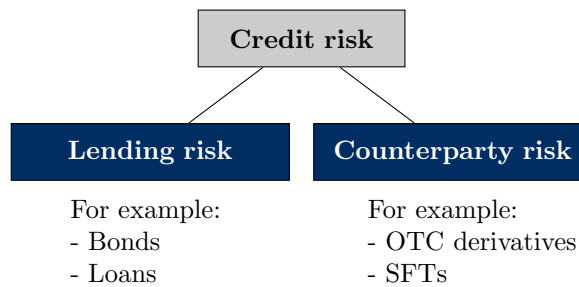 Credit risk
Lending risk
Counterparty risk
For example:
- Bonds
- Loans
For example:
- OTC derivatives
- SFTs